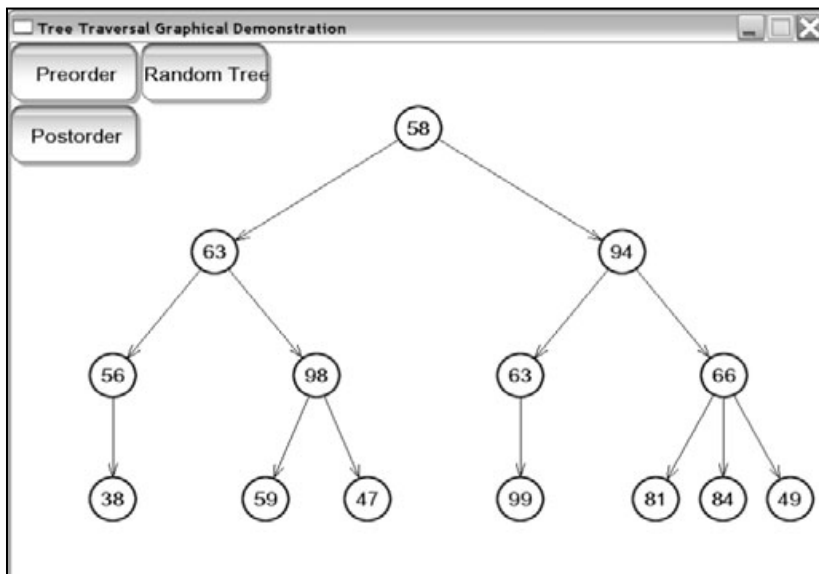 Tree Traversal Graphical Demonstration
Preorder Random Tree
Postorder
58
63 94
56 98 63 66
38 59 47 99 81 84 49